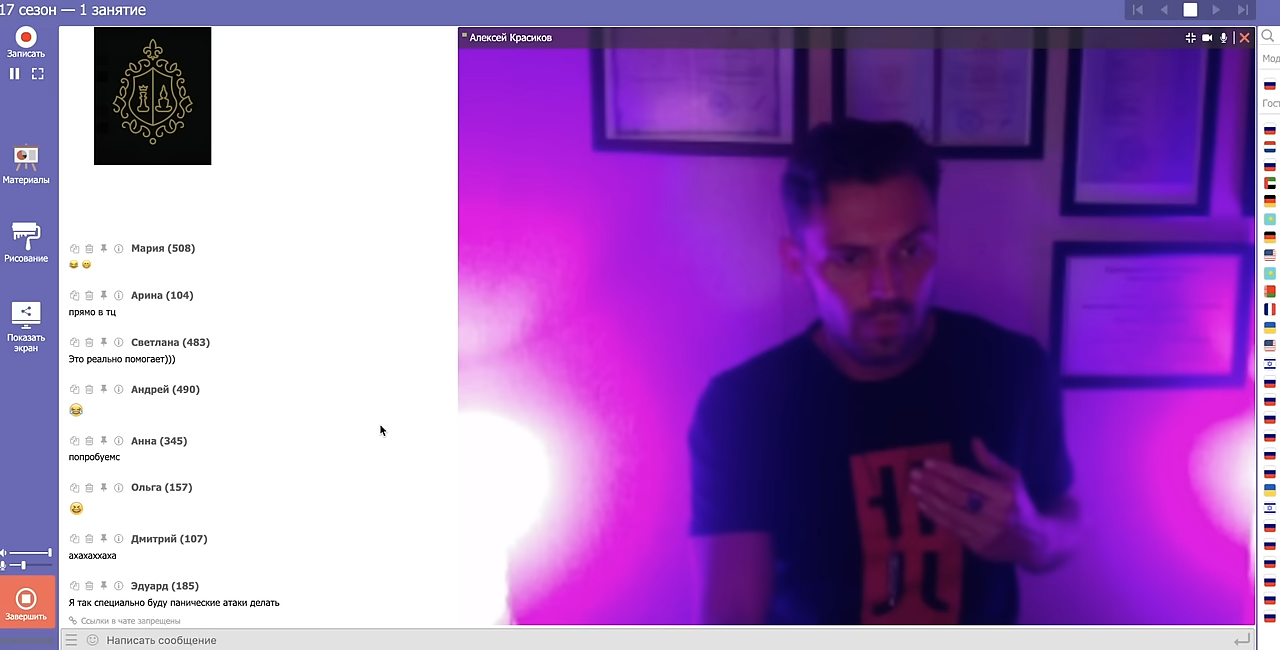 17 сезон — 1 занятие
Записать
Материалы
Рисование
Показать
экран
Завершить
Мария (508)
Арина (104)
прямо в тц
Светлана (483)
Это реально помогает)))
Андрей (490)
Анна (345)
попробуемс
Ольга (157)
Дмитрий (107)
ахахаххаха
Эдуард (185)
Я так специально буду панические атаки делать
Ссылки в чате запрещены
Написать сообщение
Алексей Красиков
Мод
Гост